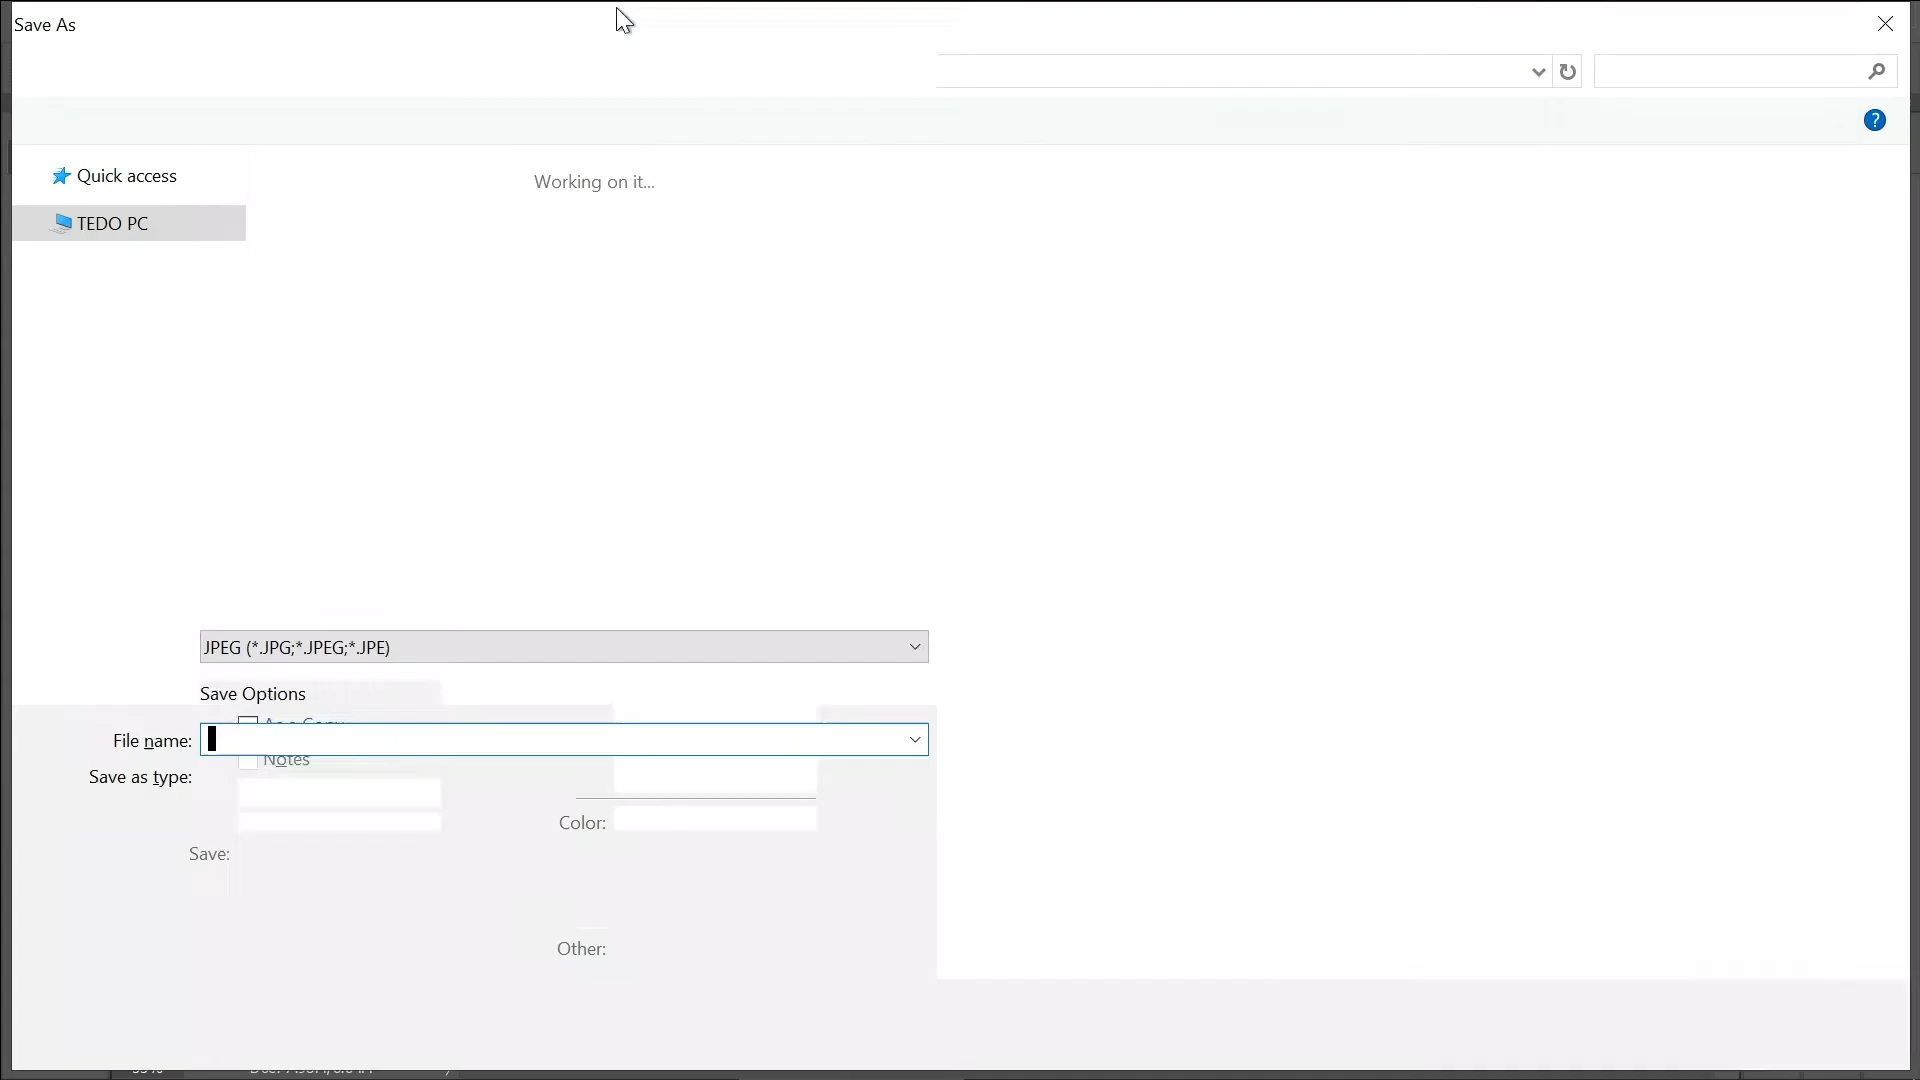 Save As
Quick access
Working on it...
TEDO PC
JPEG (*.JPG;*.JPEG;*.JPE)
Save Options
File name:
Notes
Save as type:
Color:
Save:
Other: